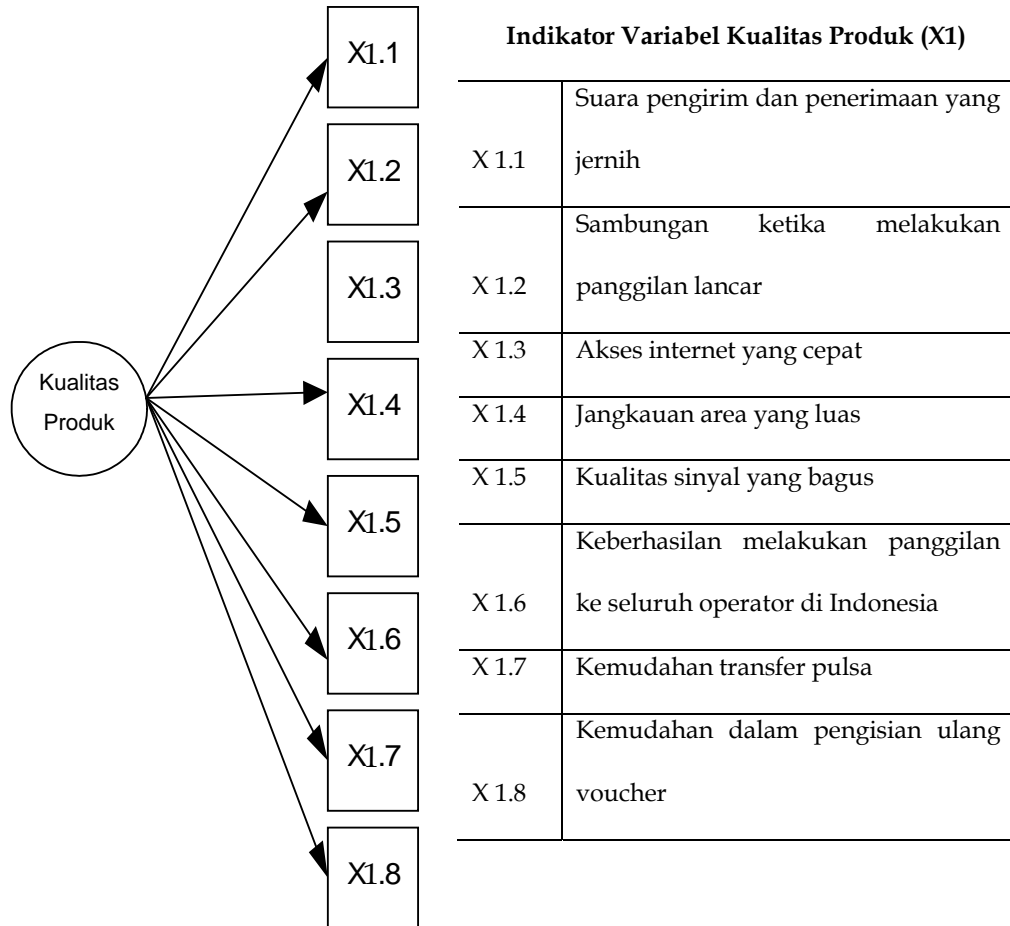 Kualitas
Produk
X1.1
X1.2
X1.3
X1.4
X1.5
X1.6
X1.7
X1.8
Indikator Variabel Kualitas Produk (X1)
X 1.1
Suara pengirim dan penerimaan yang
jernih
X 1.2
Sambungan ketika melakukan
panggilan lancar
X 1.3
Akses internet yang cepat
X 1.4
Jangkauan area yang luas
X 1.5
Kualitas sinyal yang bagus
X 1.6
Keberhasilan melakukan panggilan
ke seluruh operator di Indonesia
X 1.7
Kemudahan transfer pulsa
X 1.8
Kemudahan dalam pengisian ulang
voucher